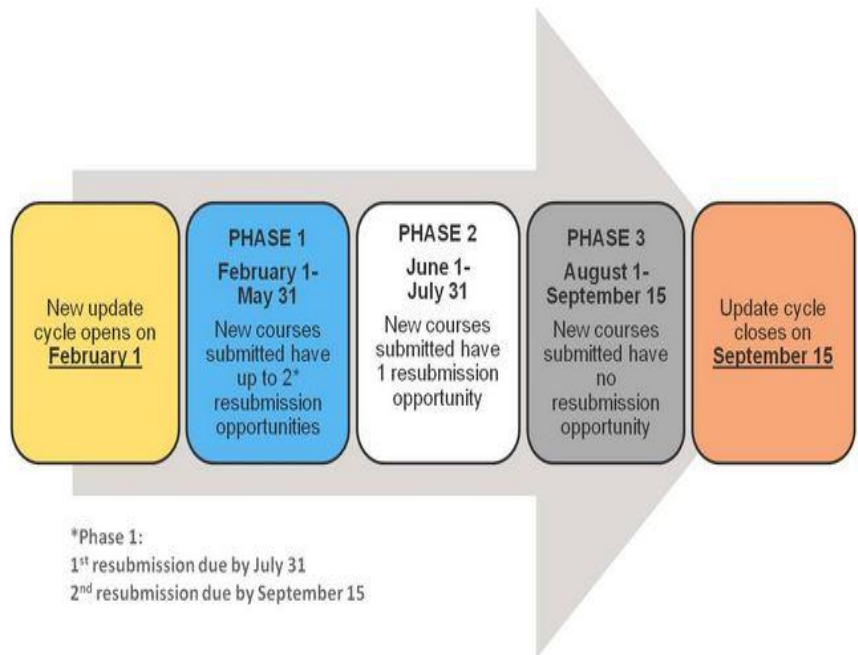 New update
cycle opens on
February 1
PHASE 1
February 1-
May 31
New courses
submitted have
up to 2*
resubmission
opportunities
PHASE 2
June 1-
July 31
New courses
submitted have
1 resubmission
opportunity
PHASE 3
August 1-
September 15
New courses
submitted have
no
resubmission
opportunity
Update cycle
closes on
September 15
*Phase 1:
1st resubmission due by July 31
2nd resubmission due by September 15